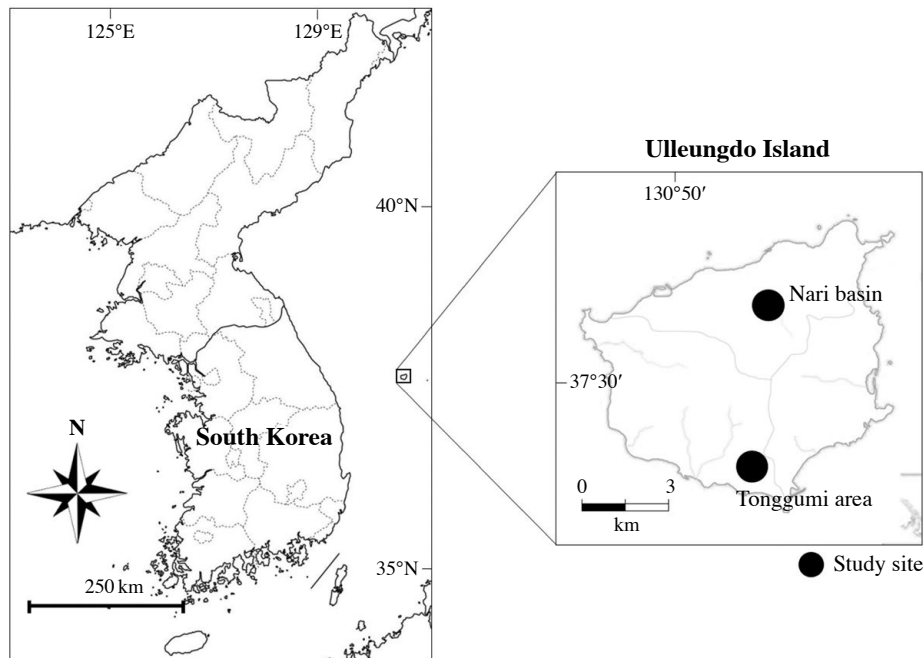 125°E
129°E
40°N
South Korea
N
250 km
35°N
Ulleungdo Island
130°50′
Nari basin
37°30′
0
3
km
Tonggumi area
Study site